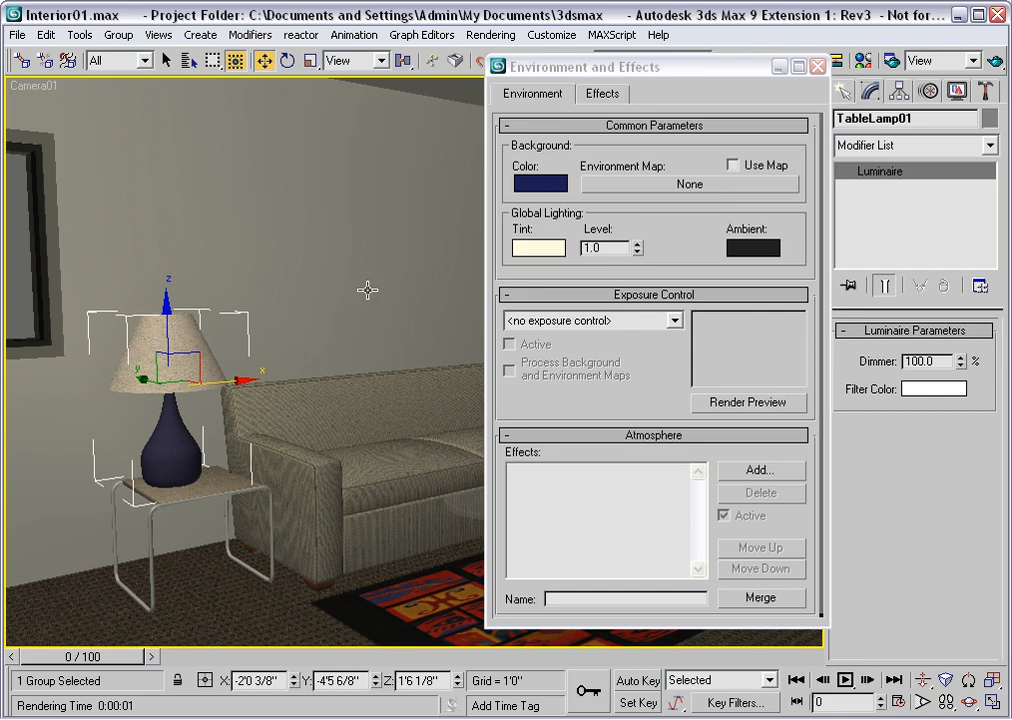 Interior01.max - Project Folder: C:\Documents and Settings\Admin\My Documents\3dsmax - Autodesk 3ds Max 9 Extension 1: Rev3 - Not for...
File Edit Tools Group Views Create Modifiers reactor Animation Graph Editors Rendering Customize MAXScript Help
All View View
Camera01
Environment and Effects
Environment Effects
- Common Parameters
Background:
Color: Environment Map: Use Map
None
Global Lighting:
Tint: Level: Ambient:
1.0
- Exposure Control
<no exposure control>
Active
Process Background
and Environment Maps
Render Preview
- Atmosphere
Effects:
Add...
Delete
Active
Move Up
Move Down
Name: Merge
TableLamp01
Modifier List
Luminaire
- Luminaire Parameters
Dimmer: 100.0 %
Filter Color:
z
x
y
< 0 / 100 >
1 Group Selected X: -2'0 3/8" Y: -4'5 6/8" Z: 1'6 1/8" Grid = 1'0" Auto Key Selected
Rendering Time 0:00:01 Add Time Tag Set Key Key Filters... 0